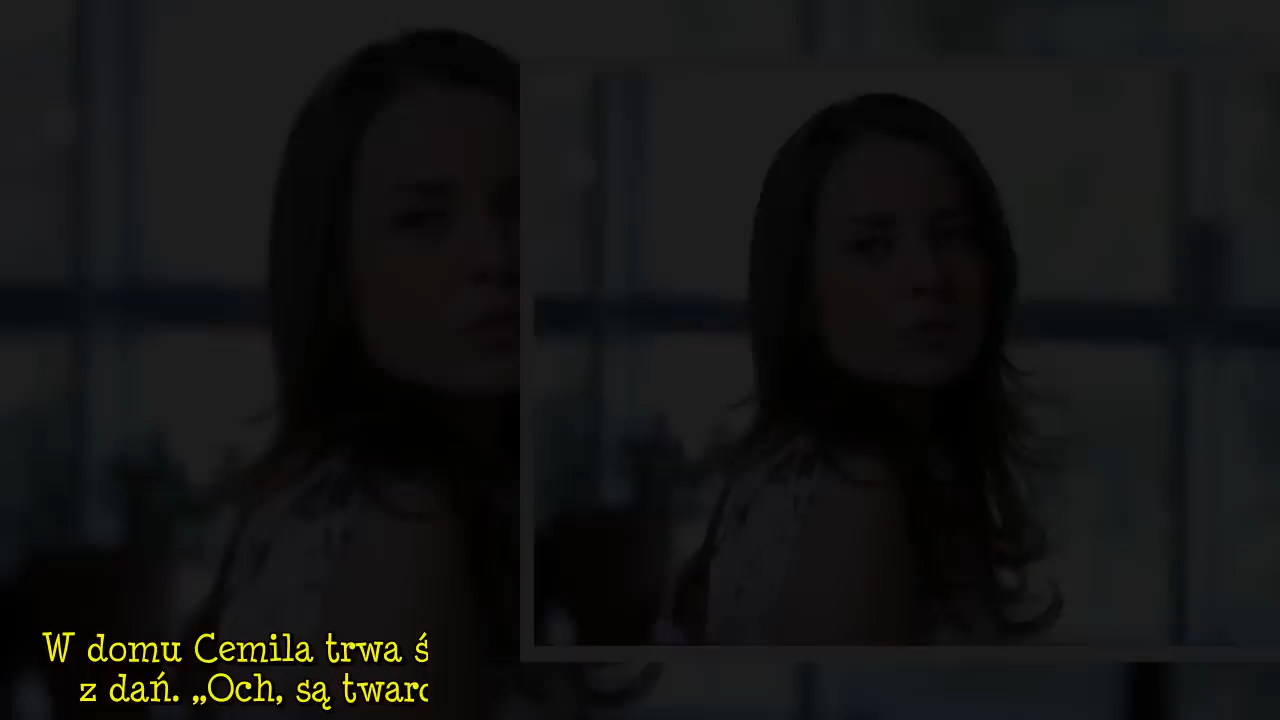 W domu Cemila trwa
z dań. „Och, są